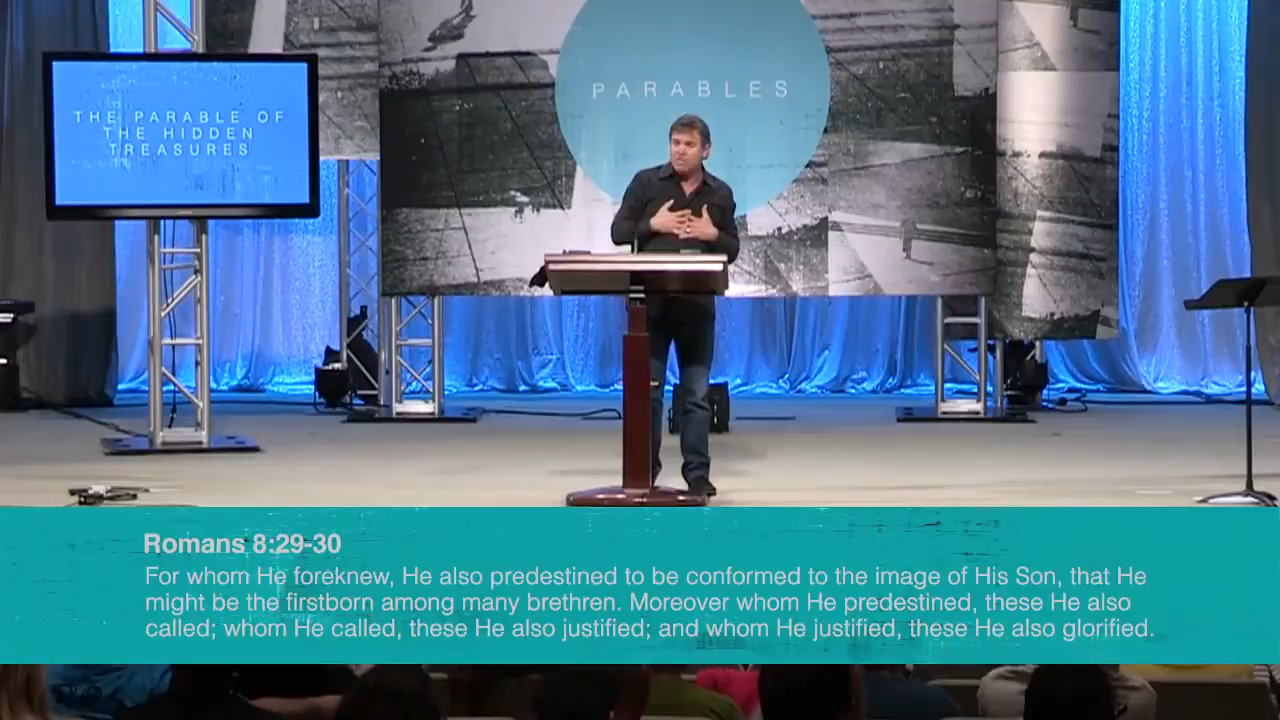 PARABLES
THE PARABLE OF
THE HIDDEN
TREASURES
Romans 8:29-30
For whom He foreknew, He also predestined to be conformed to the image of His Son, that He
might be the firstborn among many brethren. Moreover whom He predestined, these He also
called; whom He called, these He also justified; and whom He justified, these He also glorified.